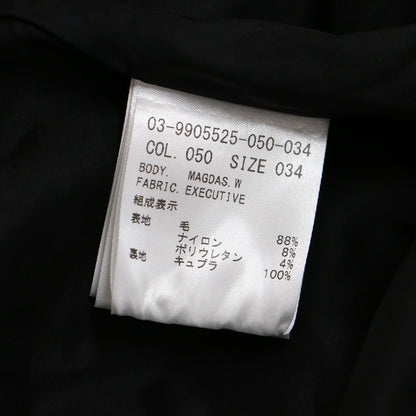 03-9905525-050-034
COL. 050 SIZE 034
BODY. MAGDAS.W
FABRIC. EXECUTIVE
組成表示
表地 毛 88%
ナイロン 8%
ポリウレタン 4%
裏地 キュプラ 100%